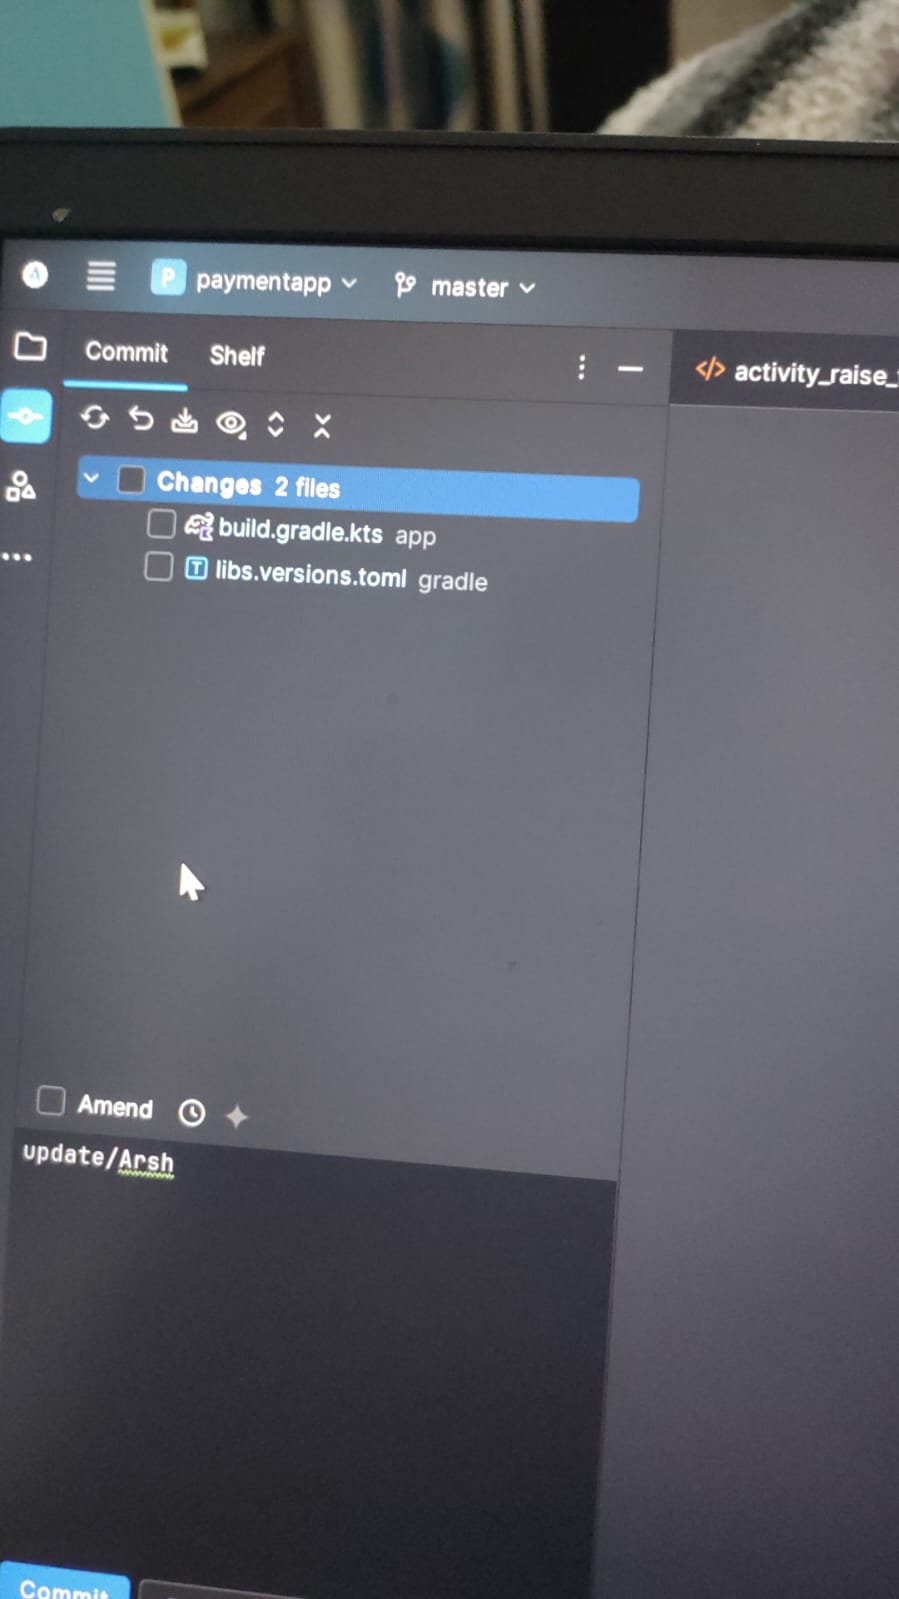 P paymentapp master
Commit Shelf
activity_raise_
Changes 2 files
build.gradle.kts app
T libs.versions.toml gradle
Amend
update/Arsh
Commit